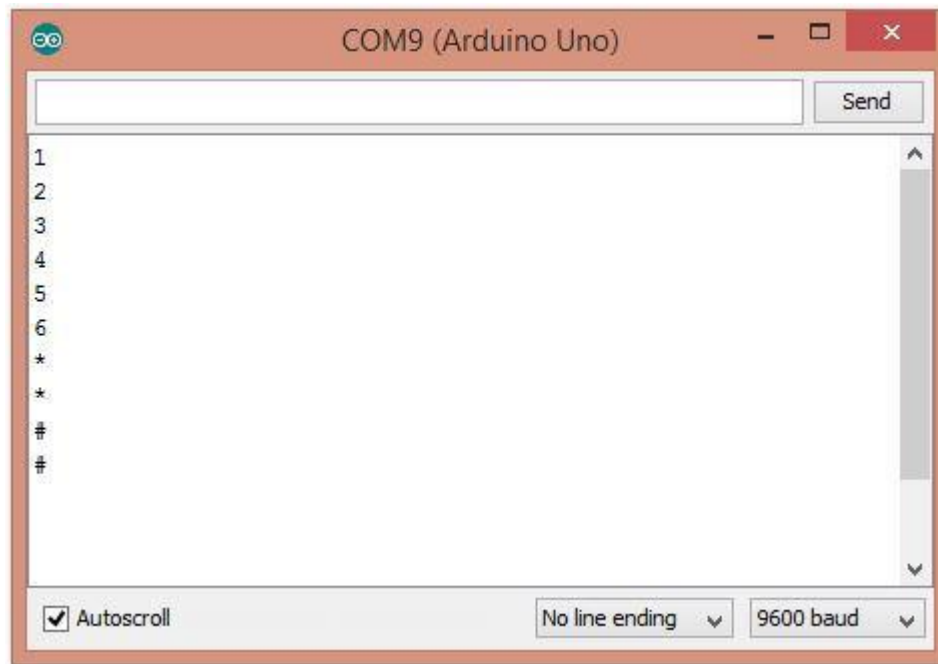 COM9 (Arduino Uno)
Send
1
2
3
4
5
6
*
*
#
#
Autoscroll
No line ending
9600 baud